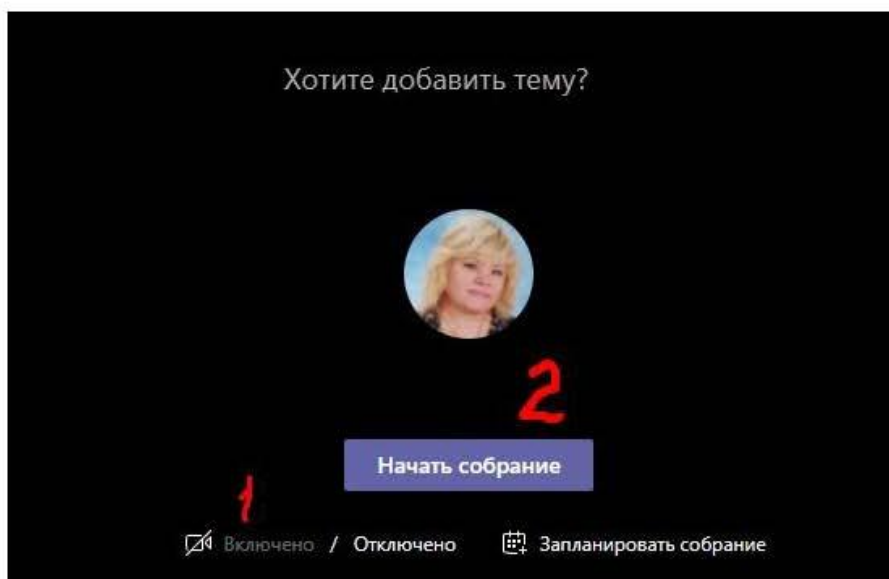 Хотите добавить тему?
2
Начать собрание
1
Включено / Отключено Запланировать собрание